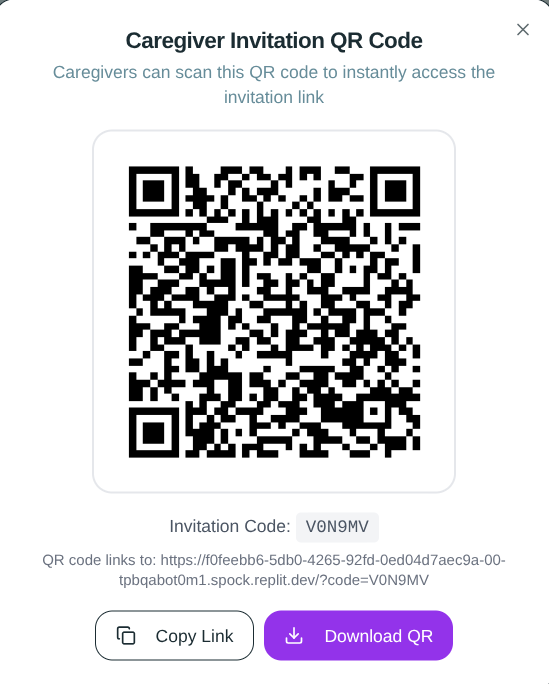 Caregiver Invitation QR Code
Caregivers can scan this QR code to instantly access the
invitation link
Invitation Code: V0N9MV
QR code links to: https://f0feebb6-5db0-4265-92fd-0ed04d7aec9a-00-
tpbqabot0m1.spock.replit.dev/?code=V0N9MV
Copy Link
Download QR